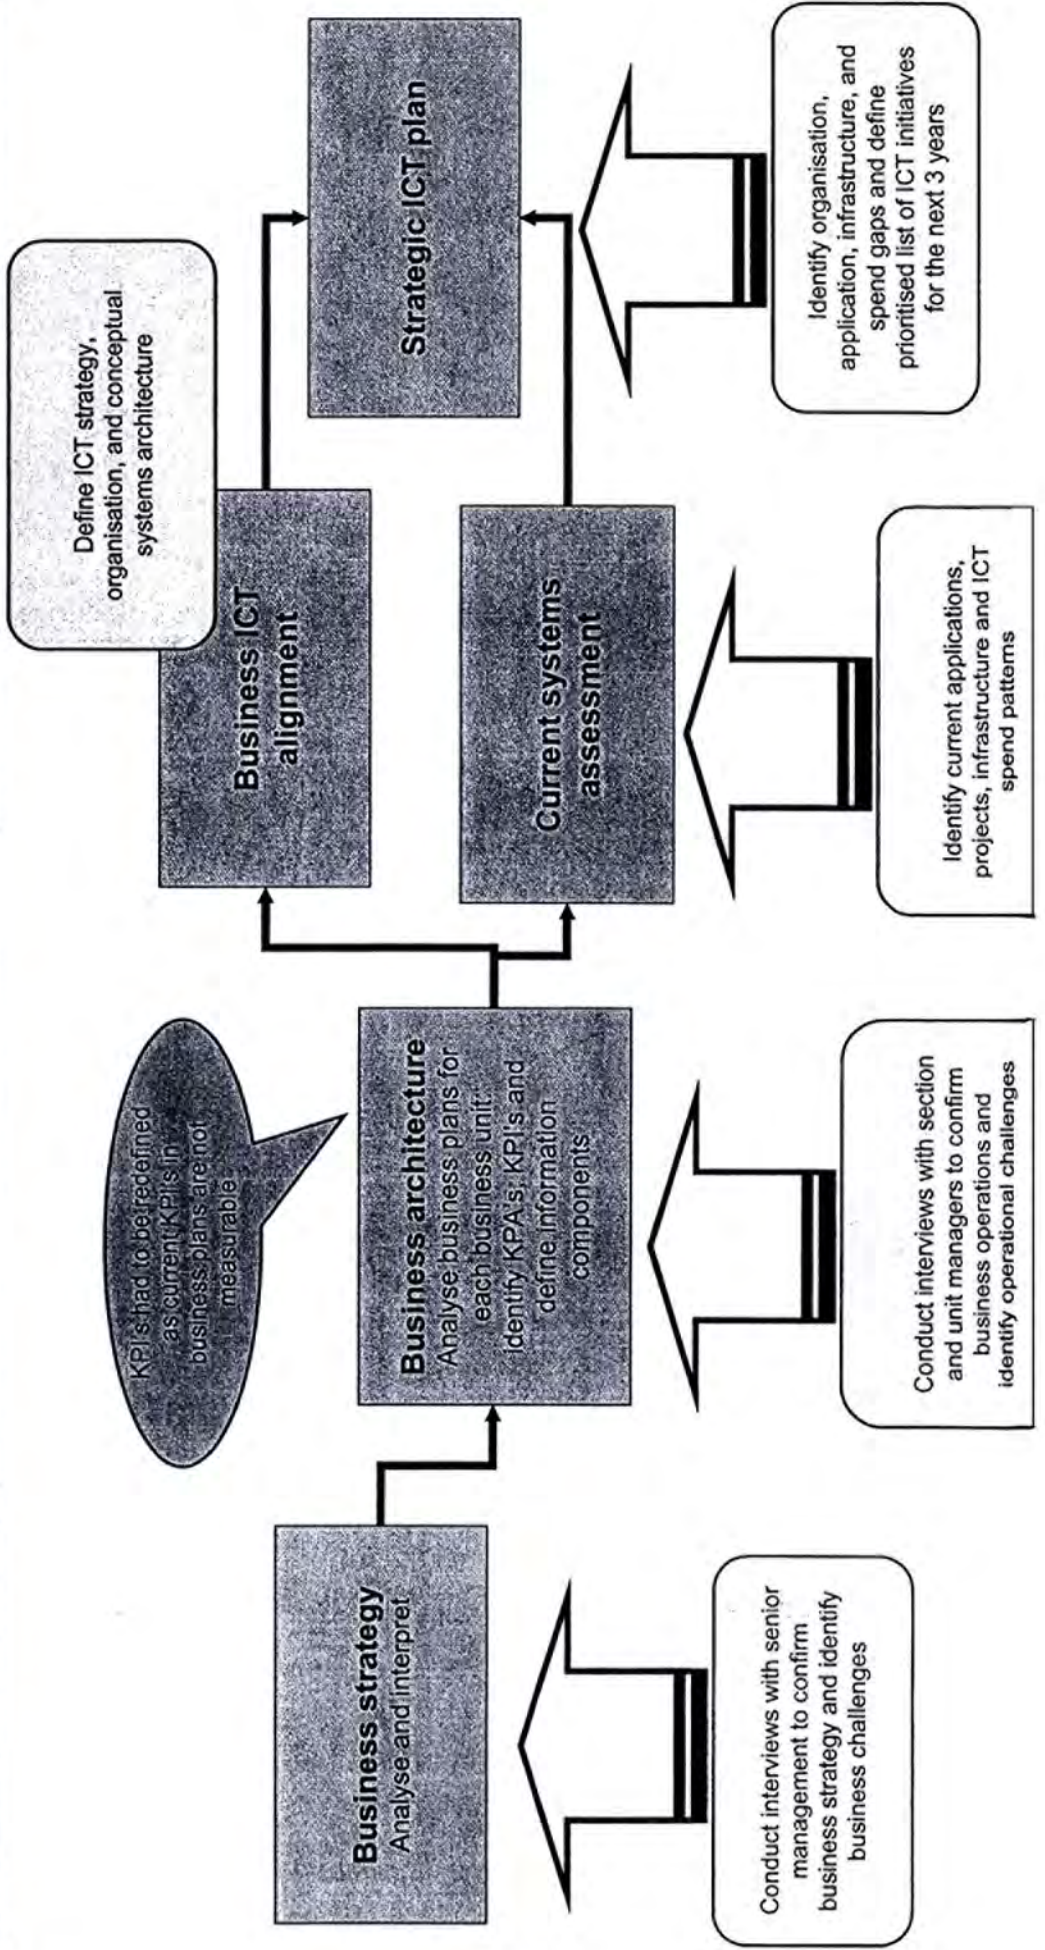 Business strategy
Analyse and interpret
Conduct interviews with senior
management to confirm
business strategy and identify
business challenges
KPI's had to be redefined
as current KPI's in
business plans are not
measurable
Business architecture
Analyse business plans for
each business unit:
identify KPA's, KPI's and
define information
components
Conduct interviews with section
and unit managers to confirm
business operations and
identify operational challenges
Define ICT strategy,
organisation, and conceptual
systems architecture
Business ICT
alignment
Current systems
assessment
Identify current applications,
projects, infrastructure and ICT
spend patterns
Strategic ICT plan
Identify organisation,
application, infrastructure, and
spend gaps and define
prioritised list of ICT initiatives
for the next 3 years